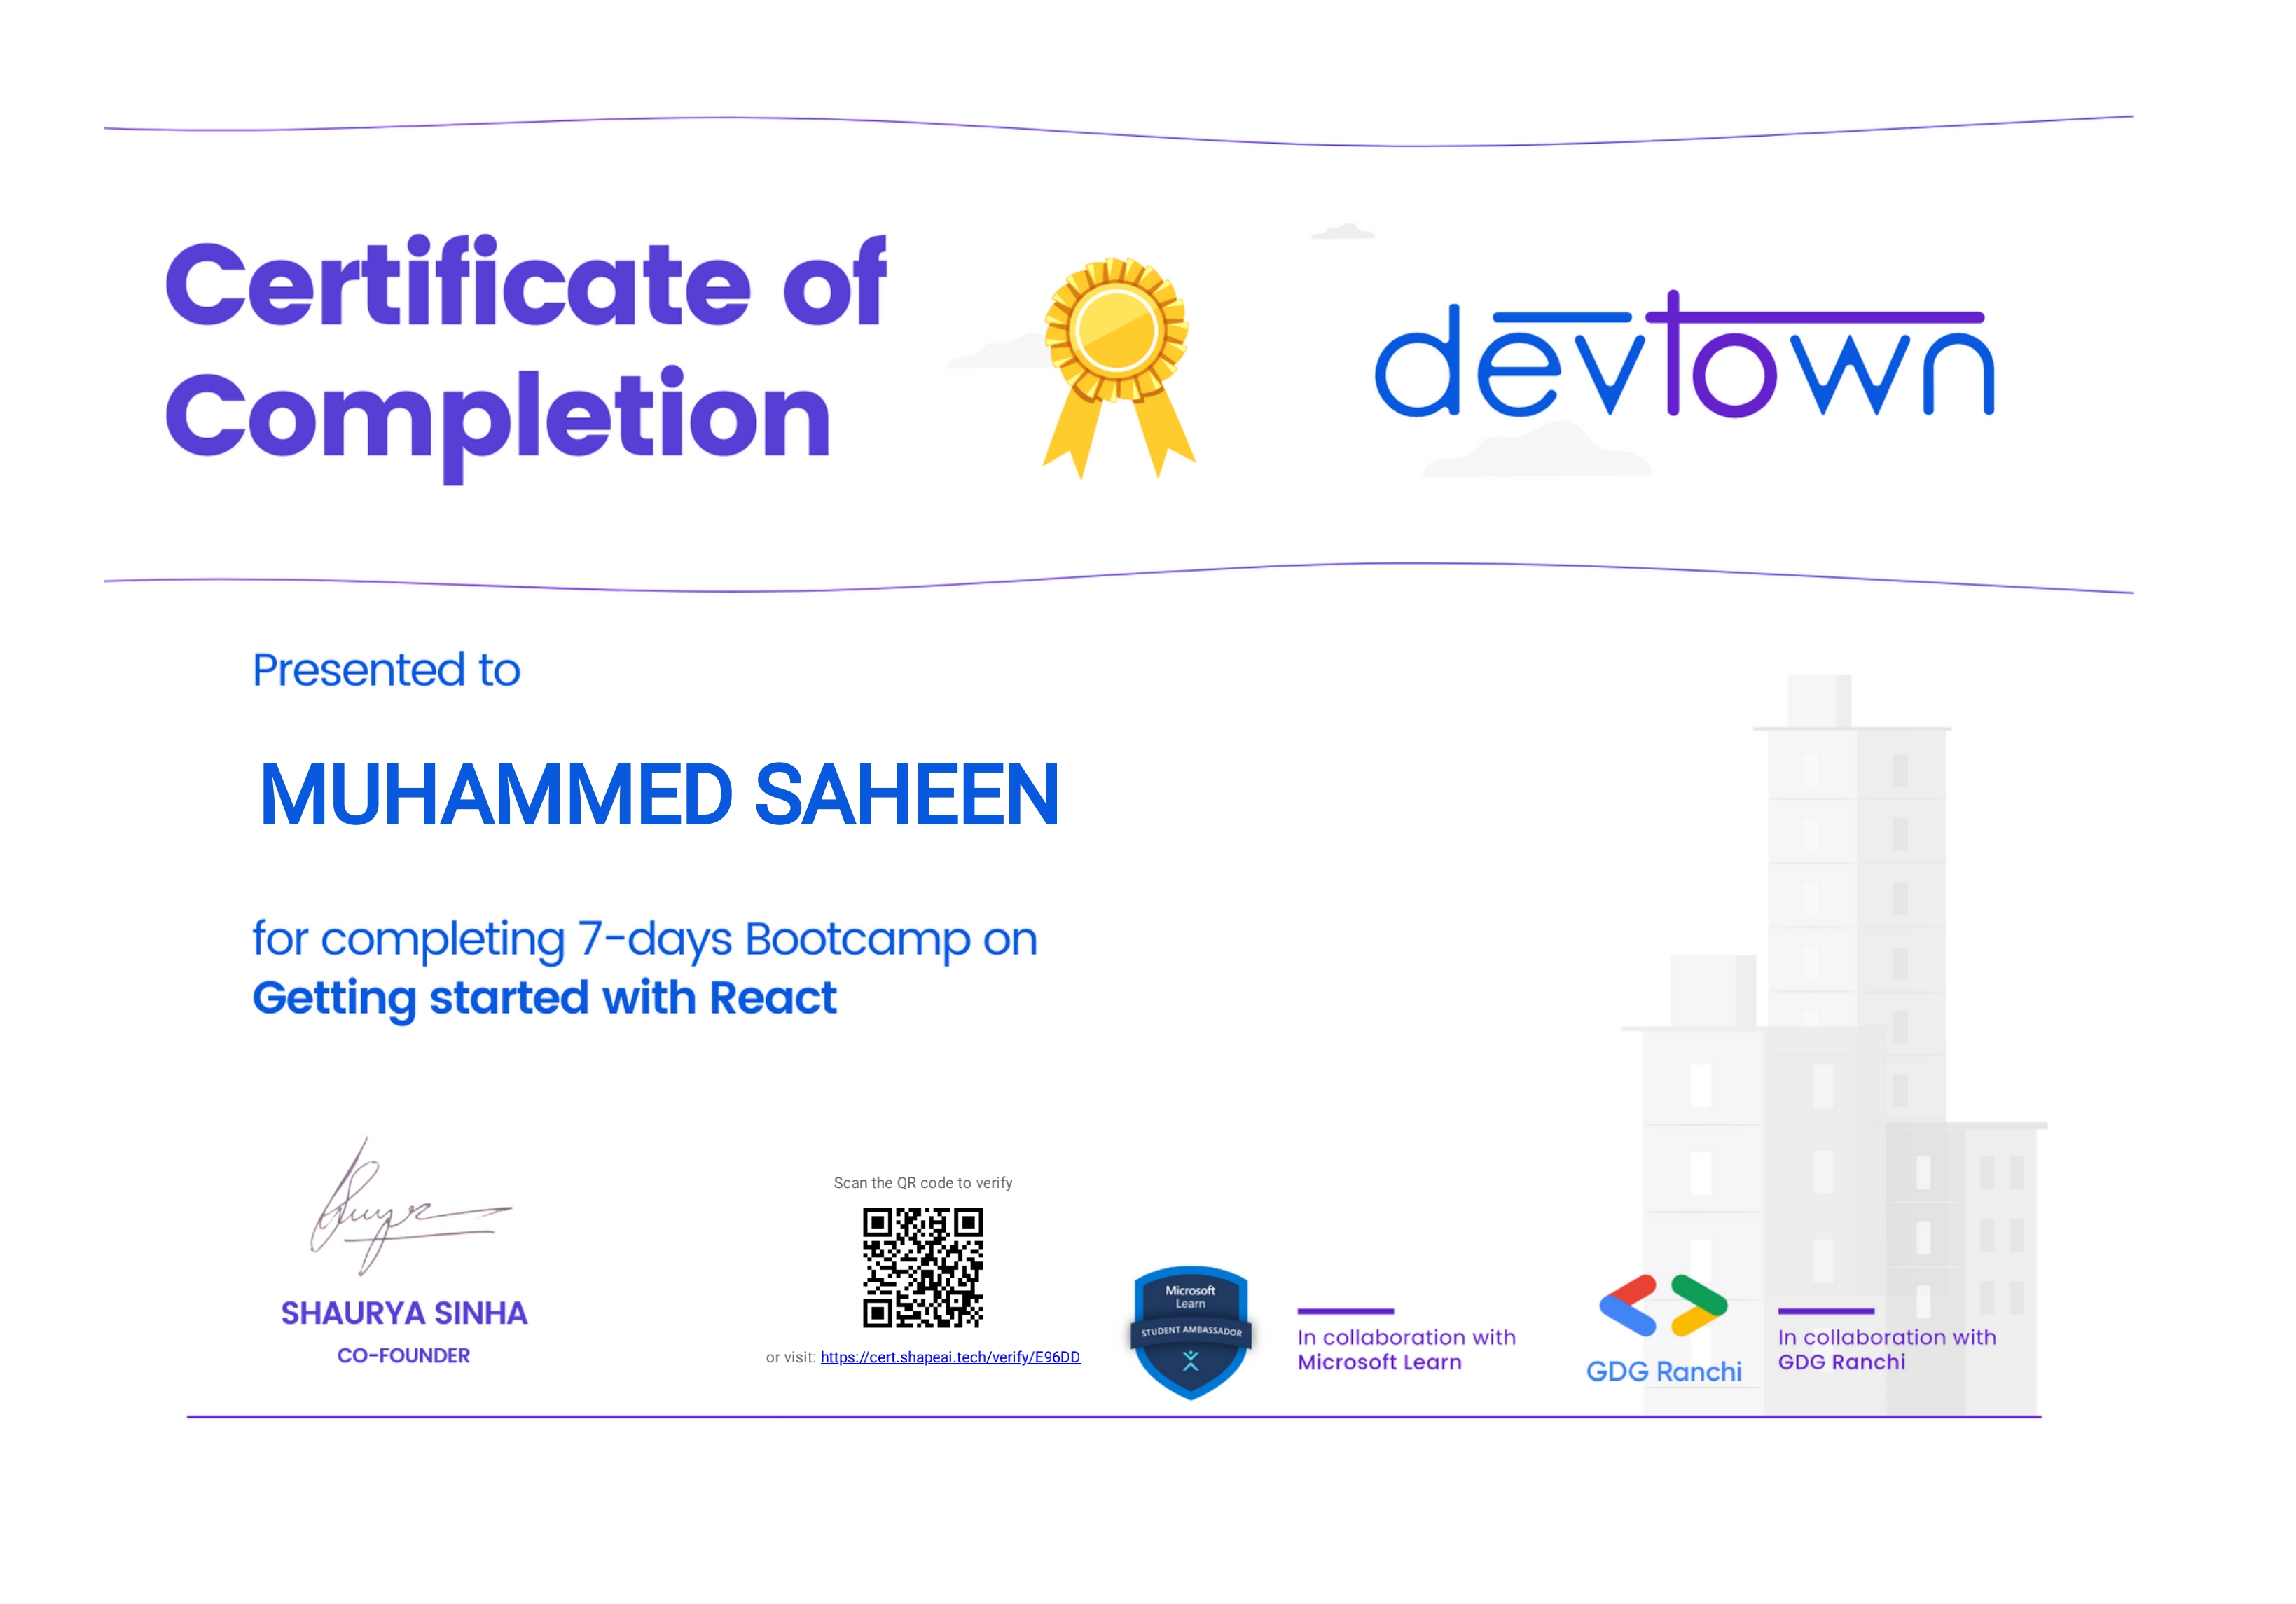 Certificate of
Completion
devtown
Presented to
MUHAMMED SAHEEN
for completing 7-days Bootcamp on
Getting started with React
SHAURYA SINHA
CO-FOUNDER
Scan the QR code to verify
or visit: https://cert.shapeai.tech/verify/E96DD
Microsoft
Learn
STUDENT AMBASSADOR
In collaboration with
Microsoft Learn
GDG Ranchi
In collaboration with
GDG Ranchi